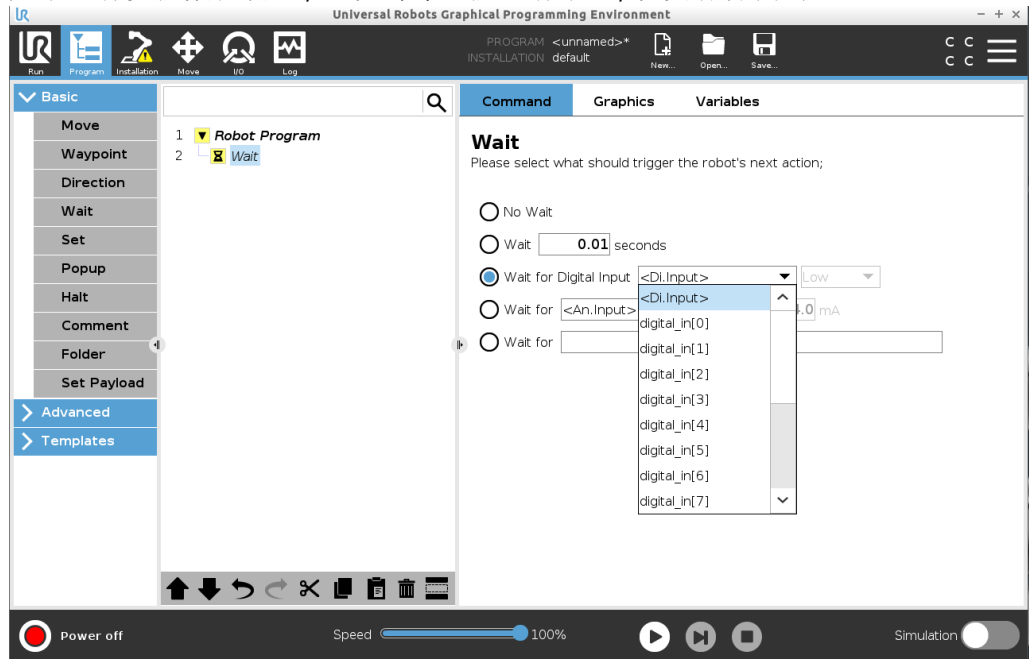 Universal Robots Graphical Programming Environment
Run
Program
Installation
Move
I/O
Log
PROGRAM <unnamed>*
INSTALLATION default
New...
Open...
Save...
C C
C C
Basic
Move
Waypoint
Direction
Wait
Set
Popup
Halt
Comment
Folder
Set Payload
Advanced
Templates
1 Robot Program
2 Wait
Command Graphics Variables
Wait
Please select what should trigger the robot's next action;
No Wait
Wait 0.01 seconds
Wait for Digital Input <Di.Input> Low
Wait for <An.Input> .0 mA
Wait for
<Di.Input>
digital_in[0]
digital_in[1]
digital_in[2]
digital_in[3]
digital_in[4]
digital_in[5]
digital_in[6]
digital_in[7]
Power off
Speed 100%
Simulation